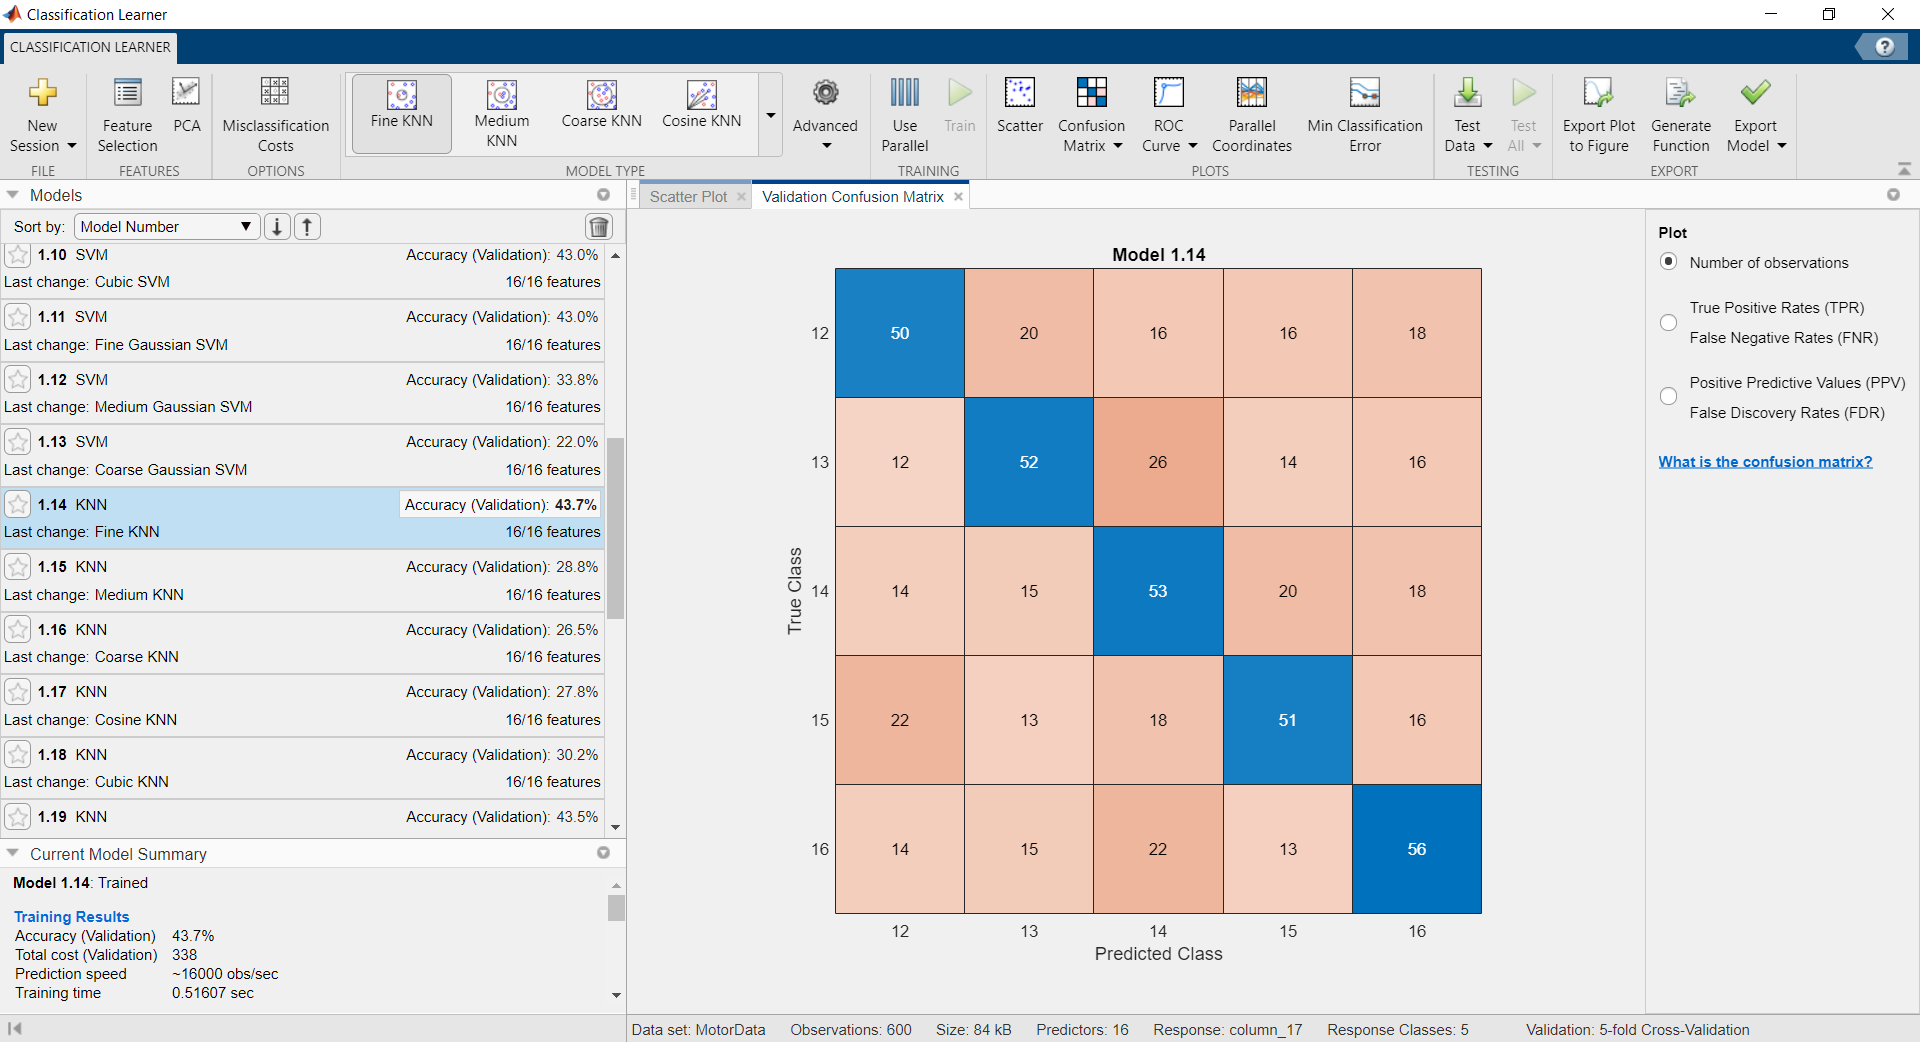 Classification Learner
CLASSIFICATION LEARNER
New Session
Feature Selection
PCA
Misclassification Costs
Fine KNN
Medium KNN
Coarse KNN
Cosine KNN
Advanced
Use Parallel
Train
Scatter
Confusion Matrix
ROC Curve
Parallel Coordinates
Min Classification Error
Test Data
Test All
Export Plot to Figure
Generate Function
Export Model
FILE
FEATURES
OPTIONS
MODEL TYPE
TRAINING
PLOTS
TESTING
EXPORT
Models
Sort by: Model Number
1.10 SVM Accuracy (Validation): 43.0%
Last change: Cubic SVM 16/16 features
1.11 SVM Accuracy (Validation): 43.0%
Last change: Fine Gaussian SVM 16/16 features
1.12 SVM Accuracy (Validation): 33.8%
Last change: Medium Gaussian SVM 16/16 features
1.13 SVM Accuracy (Validation): 22.0%
Last change: Coarse Gaussian SVM 16/16 features
1.14 KNN Accuracy (Validation): 43.7%
Last change: Fine KNN 16/16 features
1.15 KNN Accuracy (Validation): 28.8%
Last change: Medium KNN 16/16 features
1.16 KNN Accuracy (Validation): 26.5%
Last change: Coarse KNN 16/16 features
1.17 KNN Accuracy (Validation): 27.8%
Last change: Cosine KNN 16/16 features
1.18 KNN Accuracy (Validation): 30.2%
Last change: Cubic KNN 16/16 features
1.19 KNN Accuracy (Validation): 43.5%
Current Model Summary
Model 1.14: Trained
Training Results
Accuracy (Validation) 43.7%
Total cost (Validation) 338
Prediction speed ~16000 obs/sec
Training time 0.51607 sec
Scatter Plot
Validation Confusion Matrix
Model 1.14
True Class
12 50 20 16 16 18
13 12 52 26 14 16
14 14 15 53 20 18
15 22 13 18 51 16
16 14 15 22 13 56
12 13 14 15 16
Predicted Class
Plot
Number of observations
True Positive Rates (TPR)
False Negative Rates (FNR)
Positive Predictive Values (PPV)
False Discovery Rates (FDR)
What is the confusion matrix?
Data set: MotorData Observations: 600 Size: 84 kB Predictors: 16 Response: column_17 Response Classes: 5 Validation: 5-fold Cross-Validation